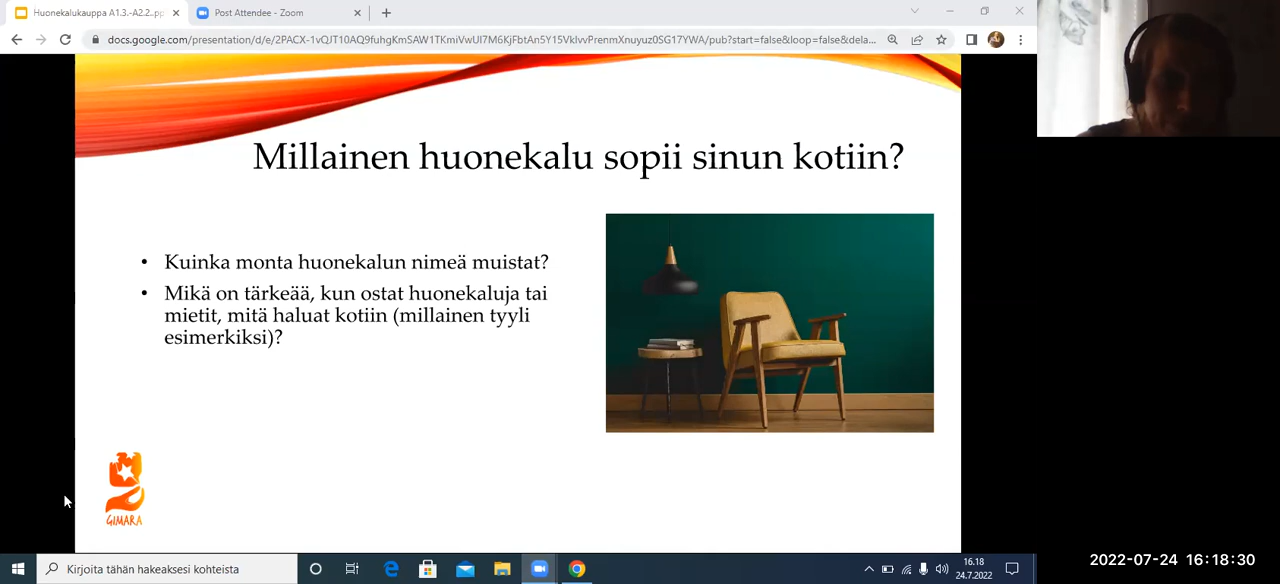 Huonekalukauppa A1.3.-A2.2..pp
Post Attendee - Zoom
docs.google.com/presentation/d/e/2PACX-1vQJT10AQ9fuhgKmSAW1TKmiVwUI7M6KjFbtAn5Y15VkIvvPrenmXnuyuz0SG17YWA/pub?start=false&loop=false&dela...
Millainen huonekalu sopii sinun kotiin?
• Kuinka monta huonekalun nimeä muistat?
• Mikä on tärkeää, kun ostat huonekaluja tai
mietit, mitä haluat kotiin (millainen tyyli
esimerkiksi)?
GIMARA
Kirjoita tähän hakeaksesi kohteista
16.18
24.7.2022
2022-07-24 16:18:30